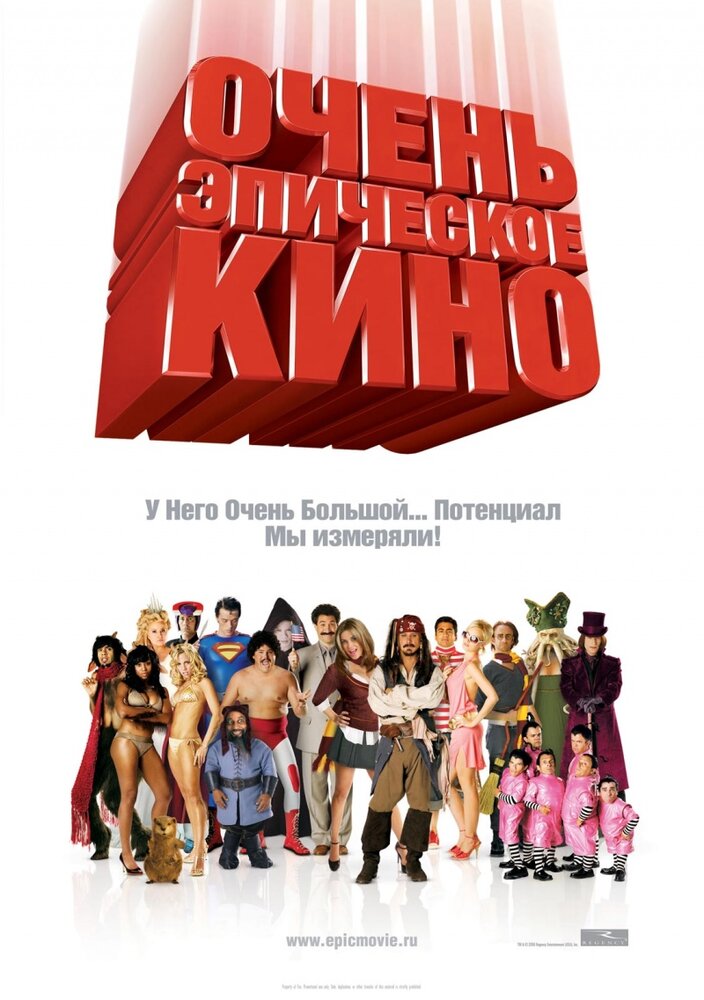 ОЧЕНЬ
ЭПИЧЕСКОЕ
КИНО
У Него Очень Большой... Потенциал
Мы измеряли!
www.epicmovie.ru
REGENCY